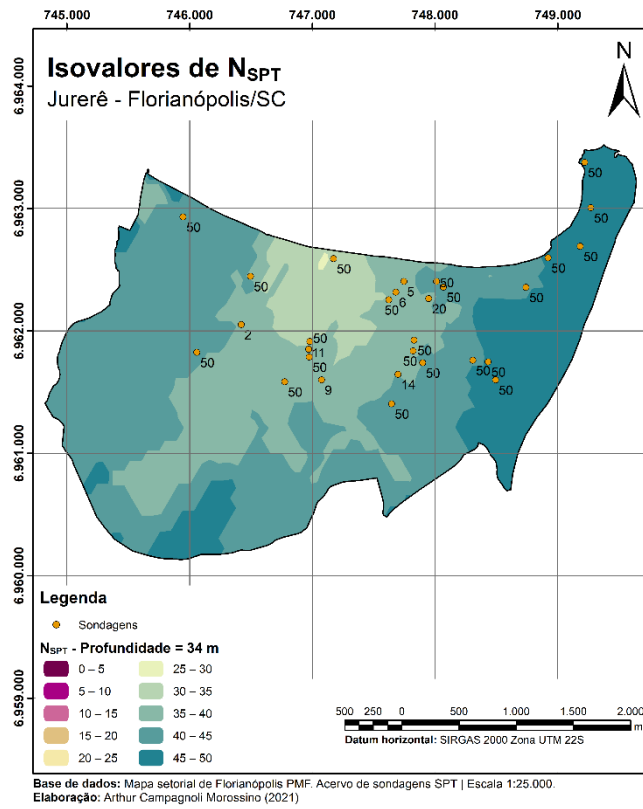 745.000 746.000 747.000 748.000 749.000
Isovalores de NSPT
Jurerê - Florianópolis/SC
N
6.964.000
6.963.000
6.962.000
6.961.000
6.960.000
6.959.000
50
50
50
50
50
50
50
50
5
50
6
50
20
50
2
50
50
11
50
50
9
50
50
14
50
50
50
50
Legenda
Sondagens
NSPT - Profundidade = 34 m
0 – 5
5 – 10
10 – 15
15 – 20
20 – 25
25 – 30
30 – 35
35 – 40
40 – 45
45 – 50
500 250 0 500 1.000 1.500 2.000
m
Datum horizontal: SIRGAS 2000 Zona UTM 22S
Base de dados: Mapa setorial de Florianópolis PMF. Acervo de sondagens SPT | Escala 1:25.000.
Elaboração: Arthur Campagnoli Morossino (2021)